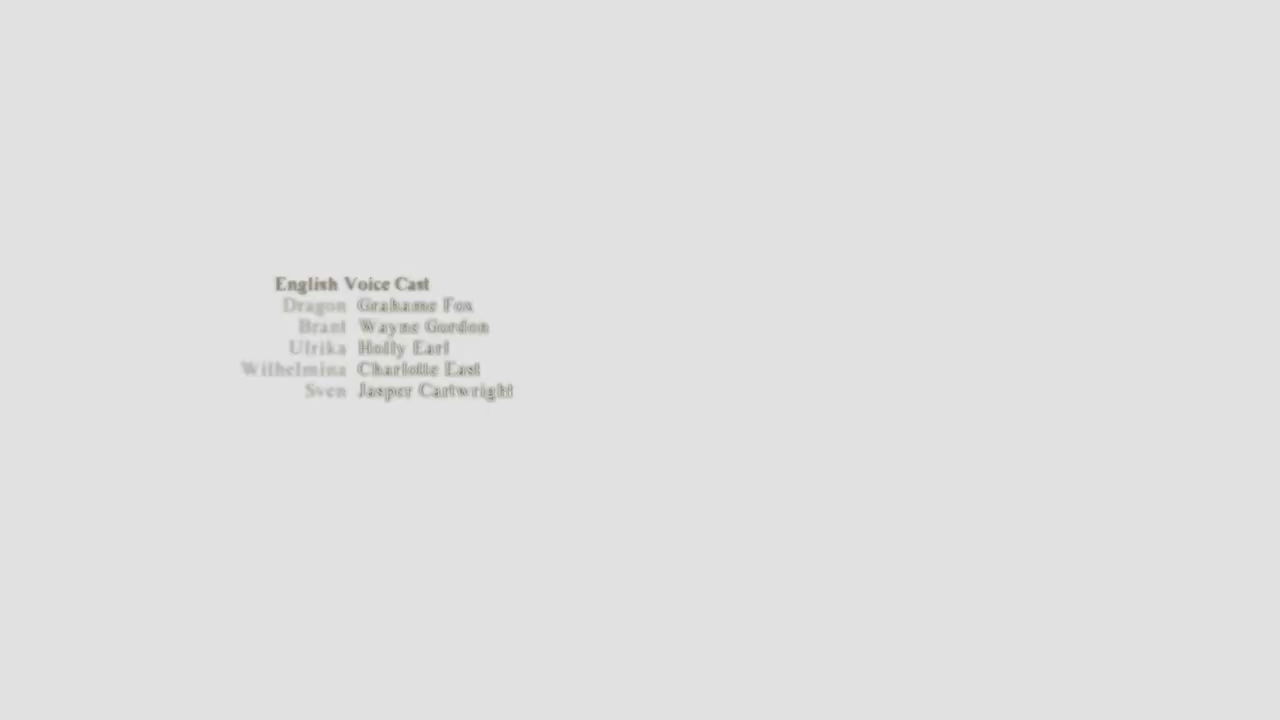 English Voice Cast
Dragon Grahame Fox
Brant Wayne Gordon
Ulrika Holly Earl
Wilhelmina Charlotte East
Sven Jasper Cartwright